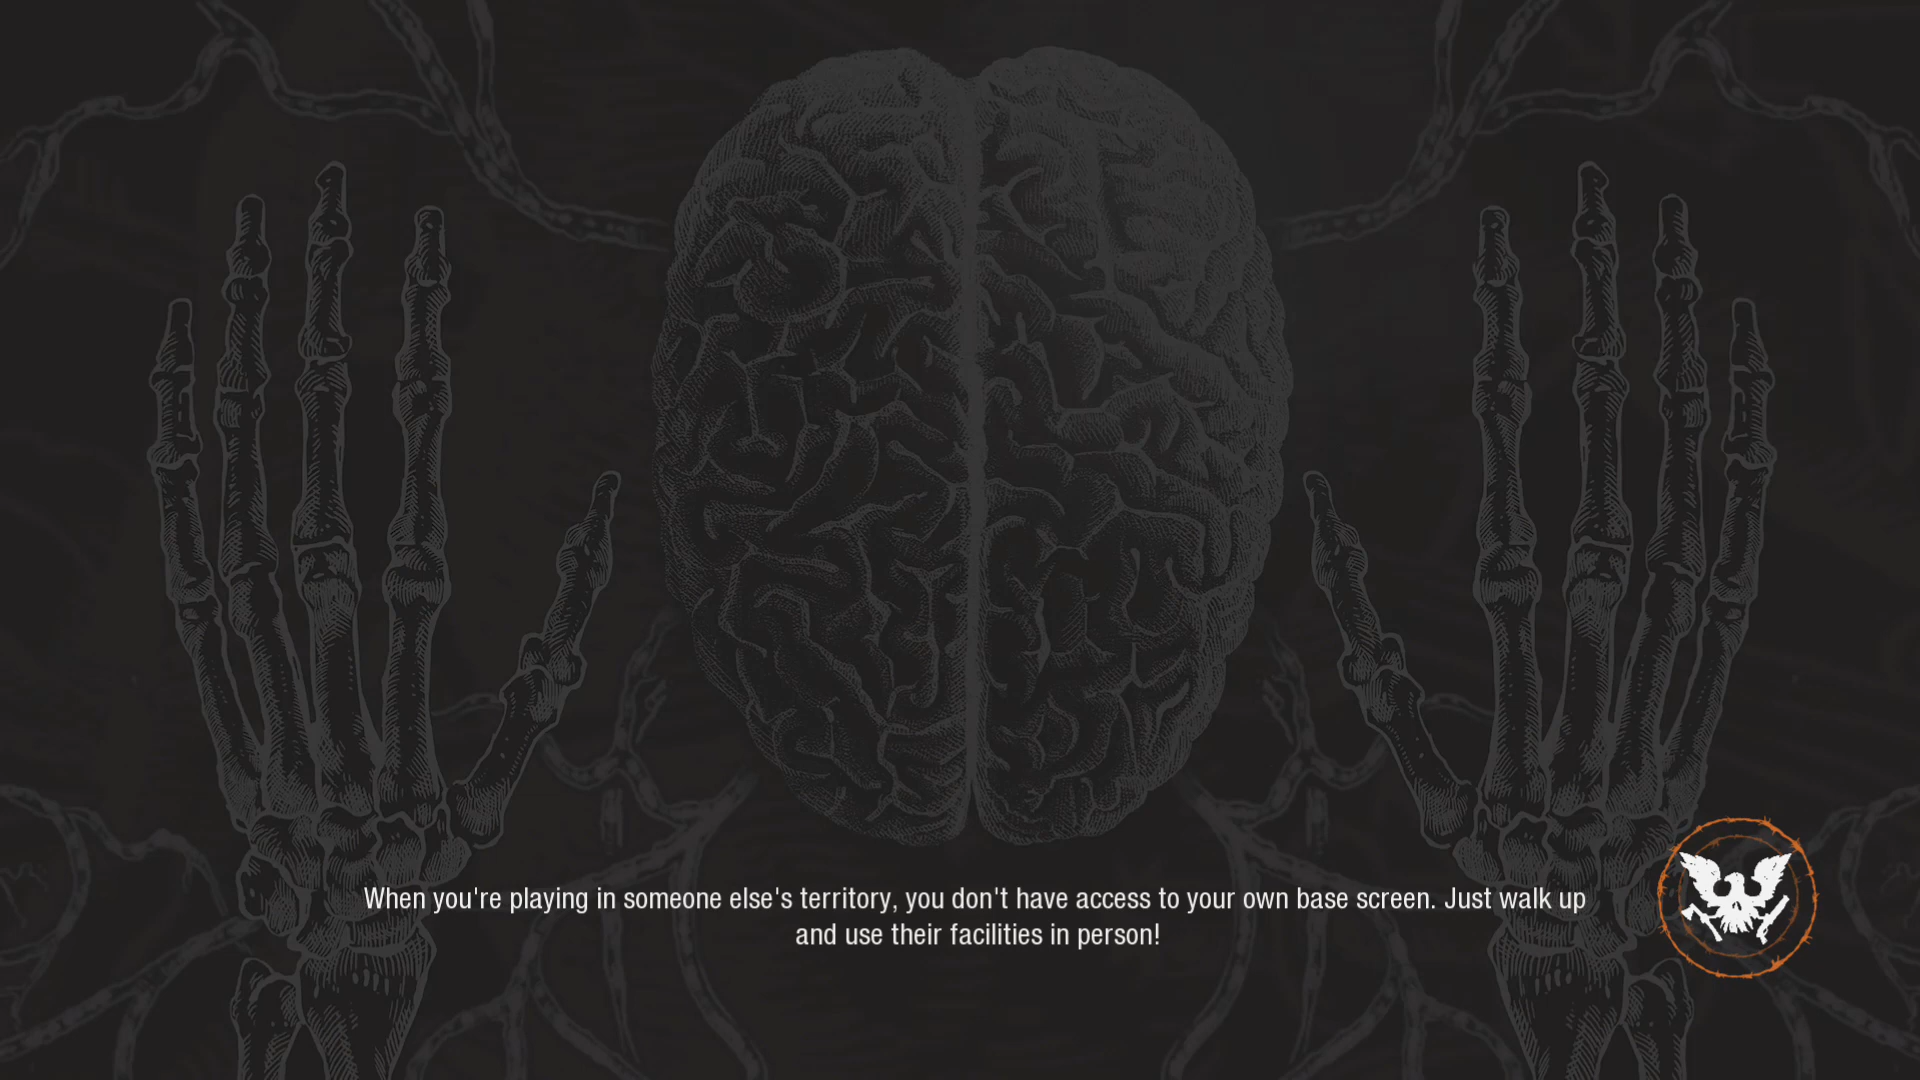 When you're playing in someone else's territory, you don't have access to your own base screen. Just walk up
and use their facilities in person!